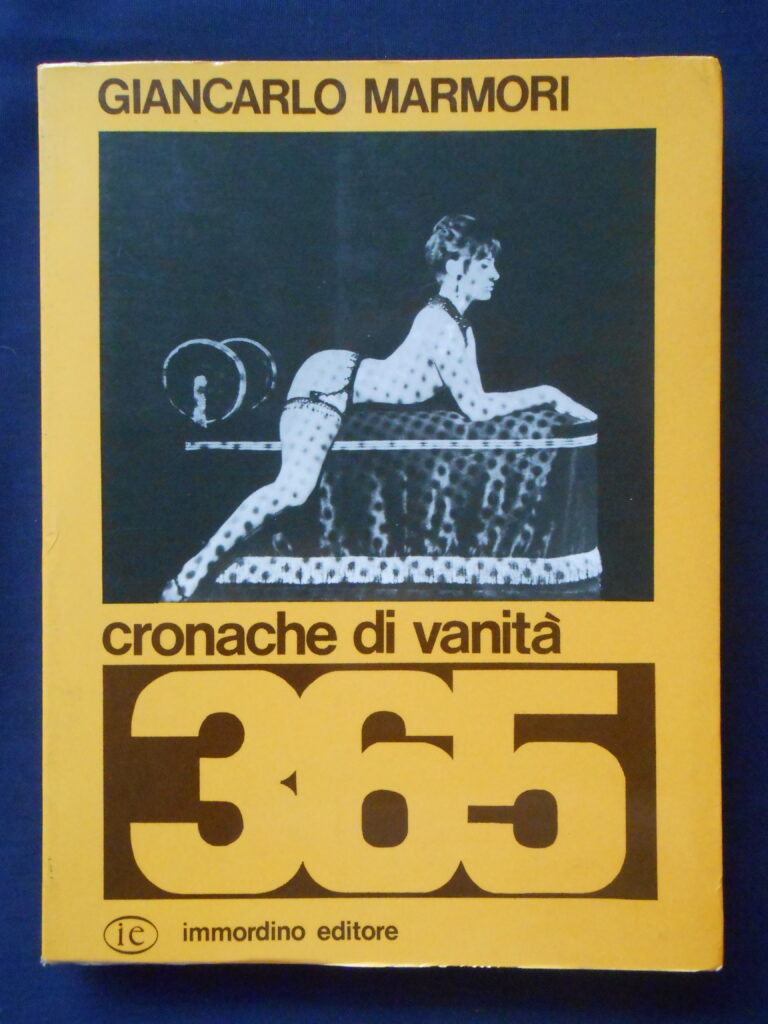 GIANCARLO MARMORI
cronache di vanità
365
ie immordino editore